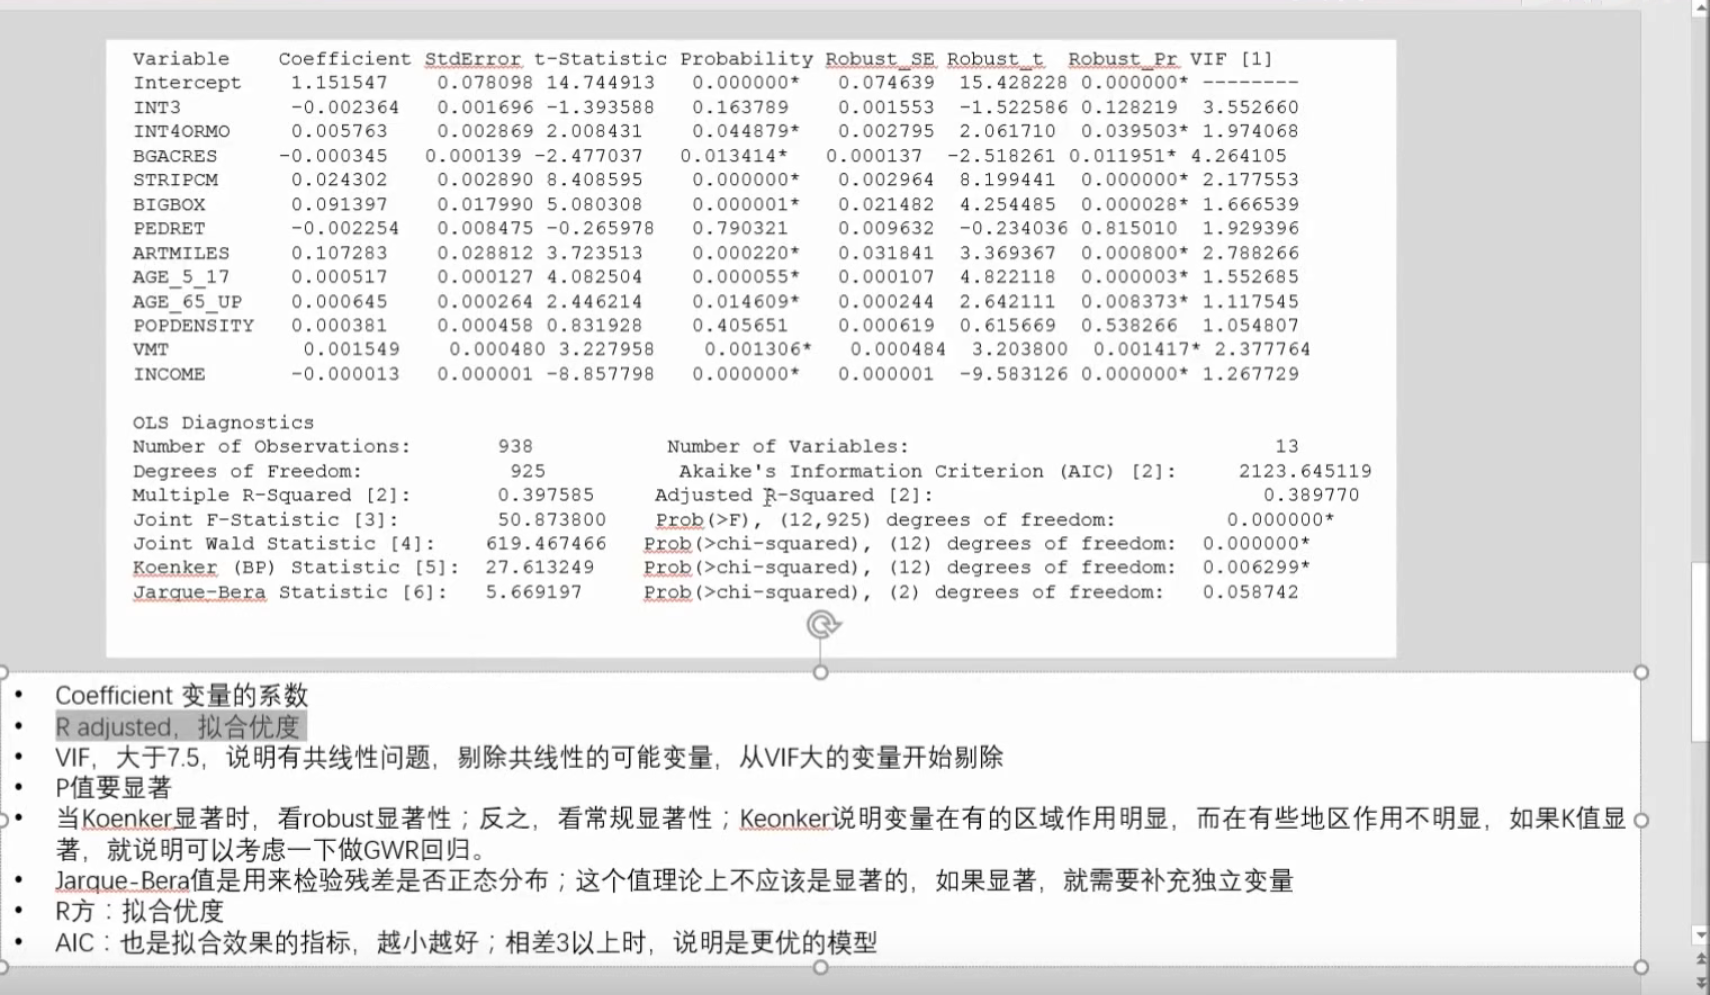 Variable Coefficient StdError t-Statistic Probability Robust_SE Robust_t Robust_Pr VIF [1]
Intercept 1.151547 0.078098 14.744913 0.000000* 0.074639 15.428228 0.000000* --------
INT3 -0.002364 0.001696 -1.393588 0.163789 0.001553 -1.522586 0.128219 3.552660
INT4ORMO 0.005763 0.002869 2.008431 0.044879* 0.002795 2.061710 0.039503* 1.974068
BGACRES -0.000345 0.000139 -2.477037 0.013414* 0.000137 -2.518261 0.011951* 4.264105
STRIPCM 0.024302 0.002890 8.408595 0.000000* 0.002964 8.199441 0.000000* 2.177553
BIGBOX 0.091397 0.017990 5.080308 0.000001* 0.021482 4.254485 0.000028* 1.666539
PEDRET -0.002254 0.008475 -0.265978 0.790321 0.009632 -0.234036 0.815010 1.929396
ARTMILES 0.107283 0.028812 3.723513 0.000220* 0.031841 3.369367 0.000800* 2.788266
AGE_5_17 0.000517 0.000127 4.082504 0.000055* 0.000107 4.822118 0.000003* 1.552685
AGE_65_UP 0.000645 0.000264 2.446214 0.014609* 0.000244 2.642111 0.008373* 1.117545
POPDENSITY 0.000381 0.000458 0.831928 0.405651 0.000619 0.615669 0.538266 1.054807
VMT 0.001549 0.000480 3.227958 0.001306* 0.000484 3.203800 0.001417* 2.377764
INCOME -0.000013 0.000001 -8.857798 0.000000* 0.000001 -9.583126 0.000000* 1.267729
OLS Diagnostics
Number of Observations: 938 Number of Variables: 13
Degrees of Freedom: 925 Akaike's Information Criterion (AIC) [2]: 2123.645119
Multiple R-Squared [2]: 0.397585 Adjusted R-Squared [2]: 0.389770
Joint F-Statistic [3]: 50.873800 Prob(>F), (12,925) degrees of freedom: 0.000000*
Joint Wald Statistic [4]: 619.467466 Prob(>chi-squared), (12) degrees of freedom: 0.000000*
Koenker (BP) Statistic [5]: 27.613249 Prob(>chi-squared), (12) degrees of freedom: 0.006299*
Jarque-Bera Statistic [6]: 5.669197 Prob(>chi-squared), (2) degrees of freedom: 0.058742
• Coefficient 变量的系数
• R adjusted，拟合优度
• VIF，大于7.5，说明有共线性问题，剔除共线性的可能变量，从VIF大的变量开始剔除
• P值要显著
• 当Koenker显著时，看robust显著性；反之，看常规显著性；Keonker说明变量在有的区域作用明显，而在有些地区作用不明显，如果K值显
著，就说明可以考虑一下做GWR回归。
• Jarque-Bera值是用来检验残差是否正态分布；这个值理论上不应该是显著的，如果显著，就需要补充独立变量
• R方：拟合优度
• AIC：也是拟合效果的指标，越小越好；相差3以上时，说明是更优的模型